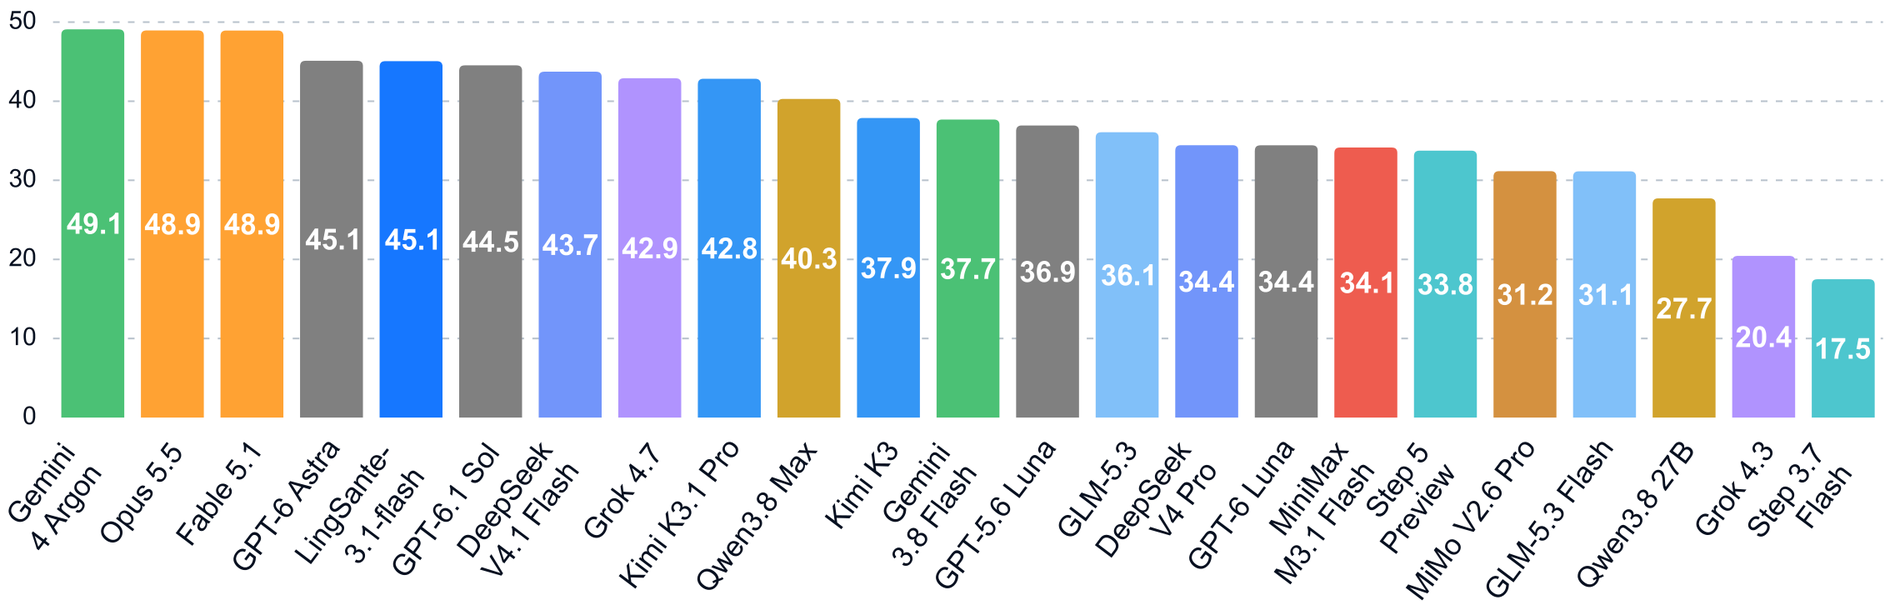 50
40
30
20
10
0
49.1
48.9
48.9
45.1
45.1
44.5
43.7
42.9
42.8
40.3
37.9
37.7
36.9
36.1
34.4
34.4
34.1
33.8
31.2
31.1
27.7
20.4
17.5
Gemini
4 Argon
Opus 5.5
Fable 5.1
GPT-6 Astra
LingSante-
3.1-flash
GPT-6.1 Sol
DeepSeek
V4.1 Flash
Grok 4.7
Kimi K3.1 Pro
Qwen3.8 Max
Kimi K3
Gemini
3.8 Flash
GPT-5.6 Luna
GLM-5.3
DeepSeek
V4 Pro
GPT-6 Luna
MiniMax
M3.1 Flash
Step 5
Preview
MiMo V2.6 Pro
GLM-5.3 Flash
Qwen3.8 27B
Grok 4.3
Step 3.7
Flash